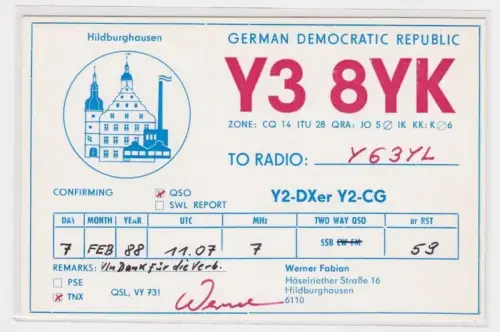 Hildburghausen
GERMAN DEMOCRATIC REPUBLIC
Y3 8YK
ZONE: CQ 14 ITU 28 QRA: JO 5∅ IK KK: K∅6
TO RADIO: Y63YL
CONFIRMING
QSO
SWL REPORT
Y2-DXer Y2-CG
DAY MONTH YEAR UTC MHz TWO WAY QSO ur RST
7 FEB 88 11.07 7 SSB CW FM 59
REMARKS: Vln Dank für die Verb.
PSE
TNX
QSL, VY 73!
Werner
Werner Fabian
Häselriether Straße 16
Hildburghausen
6110